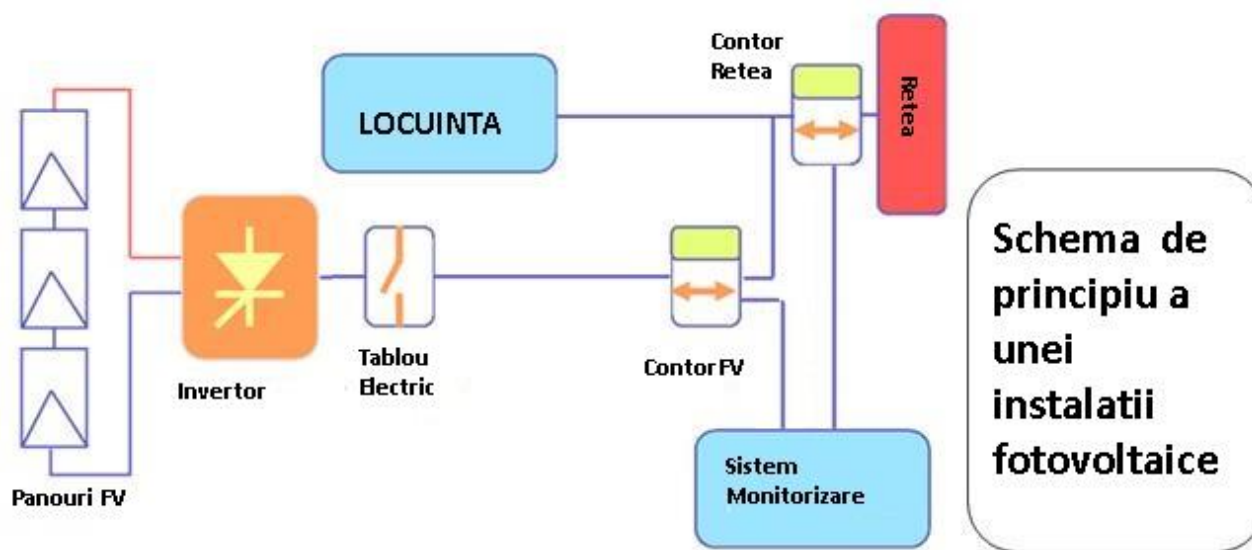 Contor
Retea
Retea
LOCUINTA
Schema de
principiu a
unei
instalatii
fotovoltaice
Tablou
Electric
Contor FV
Invertor
Sistem
Monitorizare
Panouri FV